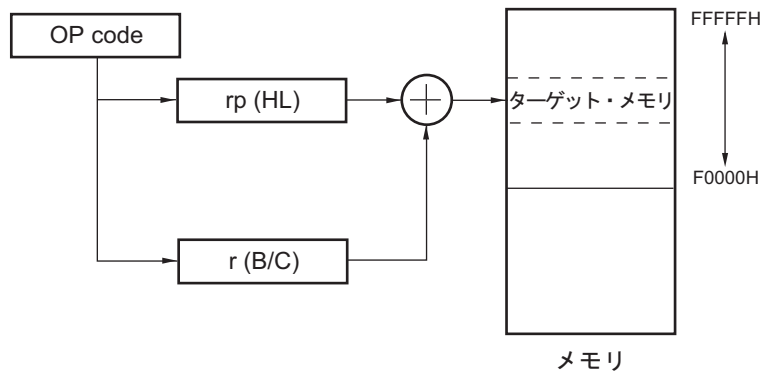 OP code
FFFFFH
rp (HL)
ターゲット・メモリ
F0000H
r (B/C)
メモリ